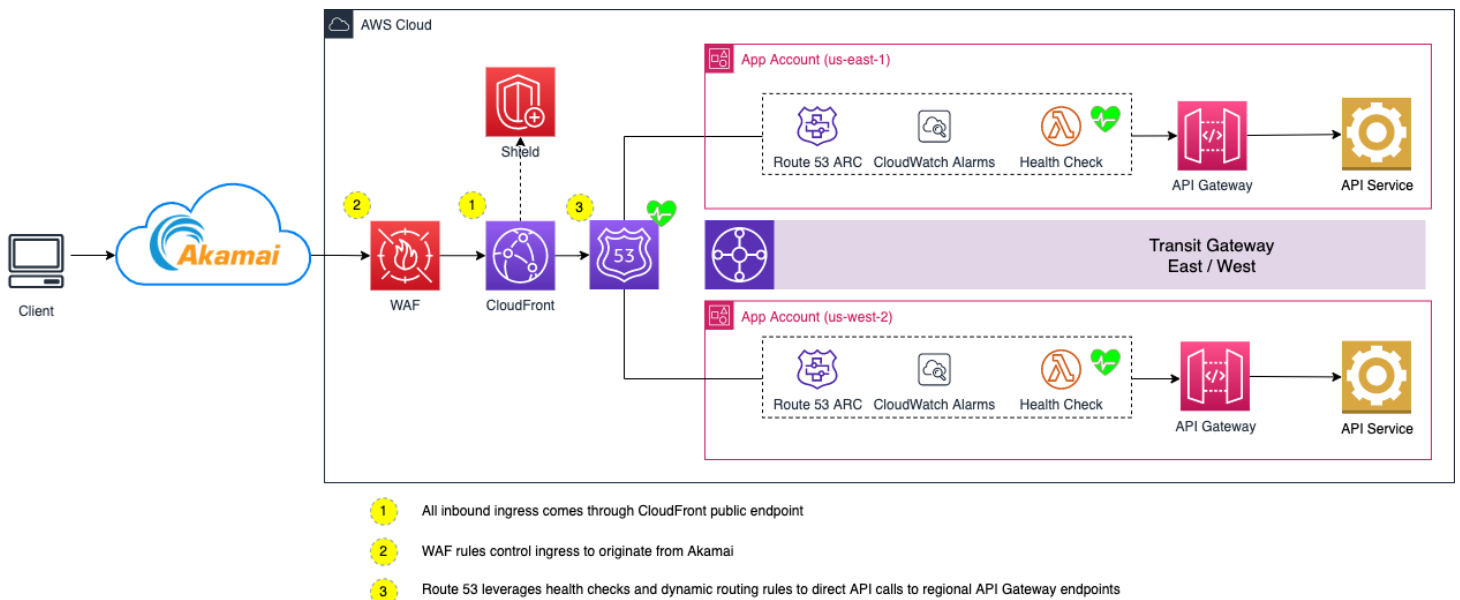 AWS Cloud
App Account (us-east-1)
Shield
Route 53 ARC
CloudWatch Alarms
Health Check
API Gateway
API Service
2
1
3
Akamai
53
Client
WAF
CloudFront
Transit Gateway
East / West
App Account (us-west-2)
Route 53 ARC
CloudWatch Alarms
Health Check
API Gateway
API Service
1 All inbound ingress comes through CloudFront public endpoint
2 WAF rules control ingress to originate from Akamai
3 Route 53 leverages health checks and dynamic routing rules to direct API calls to regional API Gateway endpoints